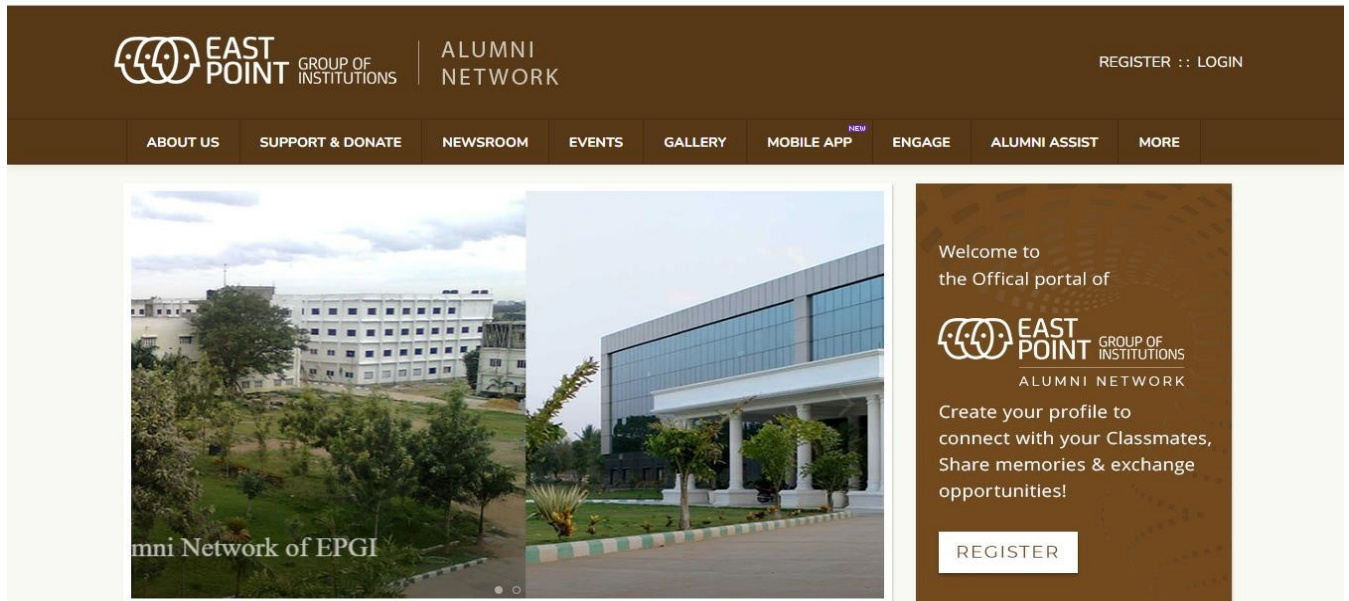 EAST
POINT GROUP OF
INSTITUTIONS
ALUMNI
NETWORK
REGISTER :: LOGIN
ABOUT US
SUPPORT & DONATE
NEWSROOM
EVENTS
GALLERY
MOBILE APP
NEW
ENGAGE
ALUMNI ASSIST
MORE
mni Network of EPGI
Welcome to
the Offical portal of
EAST
POINT GROUP OF
INSTITUTIONS
ALUMNI NETWORK
Create your profile to
connect with your Classmates,
Share memories & exchange
opportunities!
REGISTER